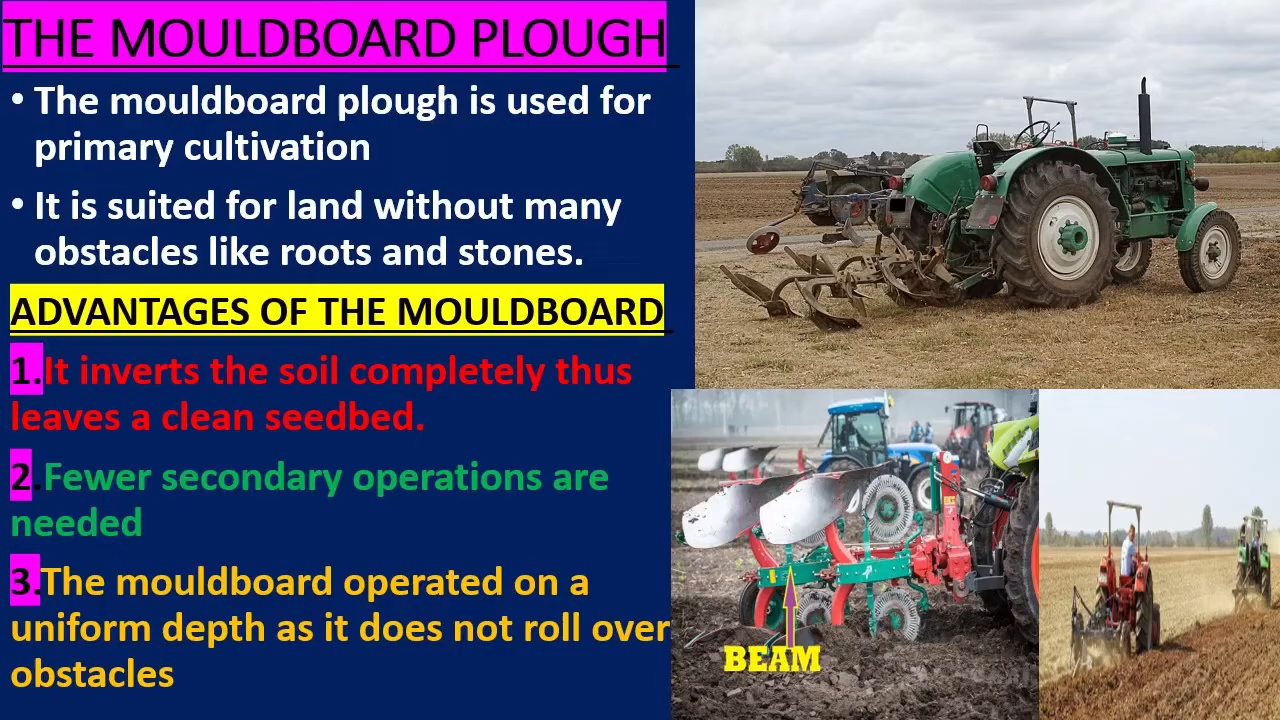 THE MOULDBOARD PLOUGH
• The mouldboard plough is used for
primary cultivation
• It is suited for land without many
obstacles like roots and stones.
ADVANTAGES OF THE MOULDBOARD
1.It inverts the soil completely thus
leaves a clean seedbed.
2.Fewer secondary operations are
needed
3.The mouldboard operated on a
uniform depth as it does not roll over
obstacles
BEAM